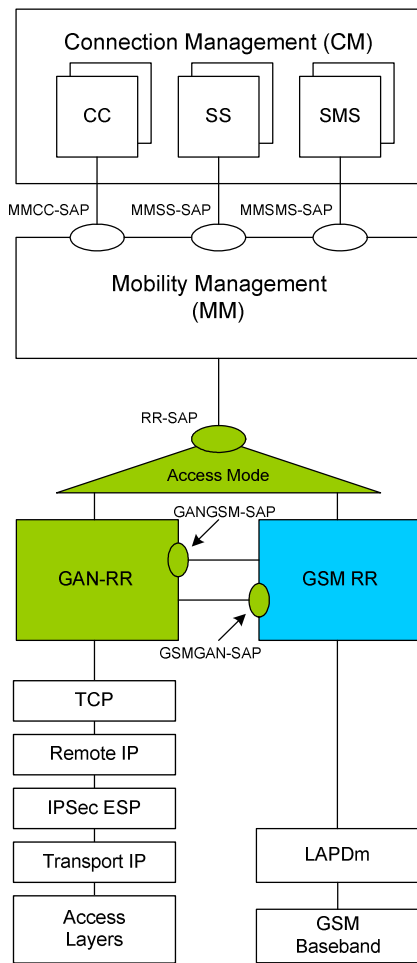 Connection Management (CM)
CC
SS
SMS
MMCC-SAP
MMSS-SAP
MMSMS-SAP
Mobility Management
(MM)
RR-SAP
Access Mode
GANGSM-SAP
GAN-RR
GSM RR
GSMGAN-SAP
TCP
Remote IP
IPSec ESP
Transport IP
LAPDm
Access
Layers
GSM
Baseband